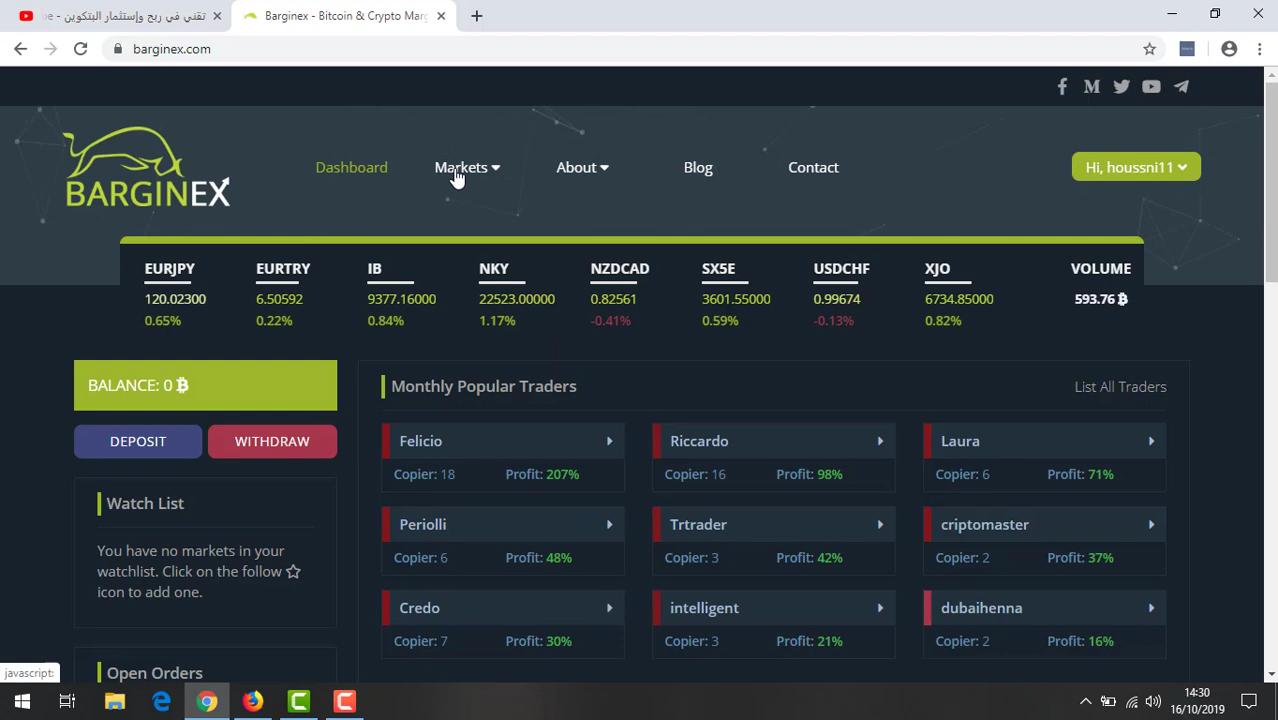 تقني في ربح وإستثمار البتكوين - be
Barginex - Bitcoin & Crypto Marg
barginex.com
BARGINEX
Dashboard
Markets
About
Blog
Contact
Hi, houssni11
EURJPY
120.02300
0.65%
EURTRY
6.50592
0.22%
IB
9377.16000
0.84%
NKY
22523.00000
1.17%
NZDCAD
0.82561
-0.41%
SX5E
3601.55000
0.59%
USDCHF
0.99674
-0.13%
XJO
6734.85000
0.82%
VOLUME
593.76 ₿
BALANCE: 0 ₿
DEPOSIT
WITHDRAW
Watch List
You have no markets in your
watchlist. Click on the follow
icon to add one.
Open Orders
Monthly Popular Traders
List All Traders
Felicio
Copier: 18 Profit: 207%
Riccardo
Copier: 16 Profit: 98%
Laura
Copier: 6 Profit: 71%
Periolli
Copier: 6 Profit: 48%
Trtrader
Copier: 3 Profit: 42%
criptomaster
Copier: 2 Profit: 37%
Credo
Copier: 7 Profit: 30%
intelligent
Copier: 3 Profit: 21%
dubaihenna
Copier: 2 Profit: 16%
javascript:
14:30
16/10/2019